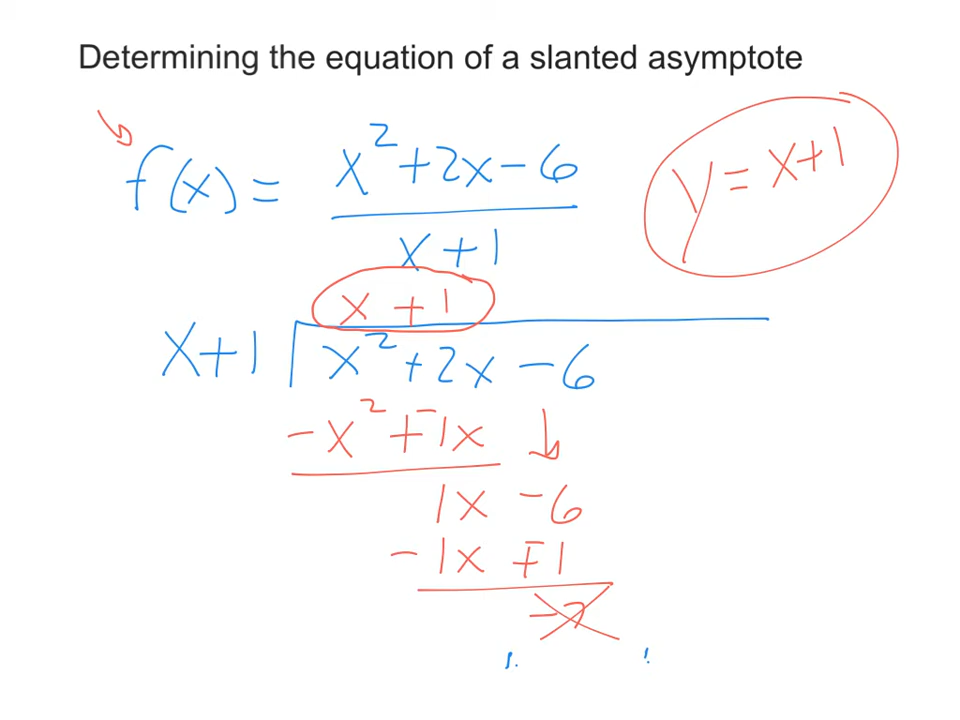 Determining the equation of a slanted asymptote
f(x) = x² + 2x - 6
x + 1
y = x + 1
x + 1
x + 1 x² + 2x - 6
- x² + - 1x ↓
1x - 6
- 1x + - 1
-7